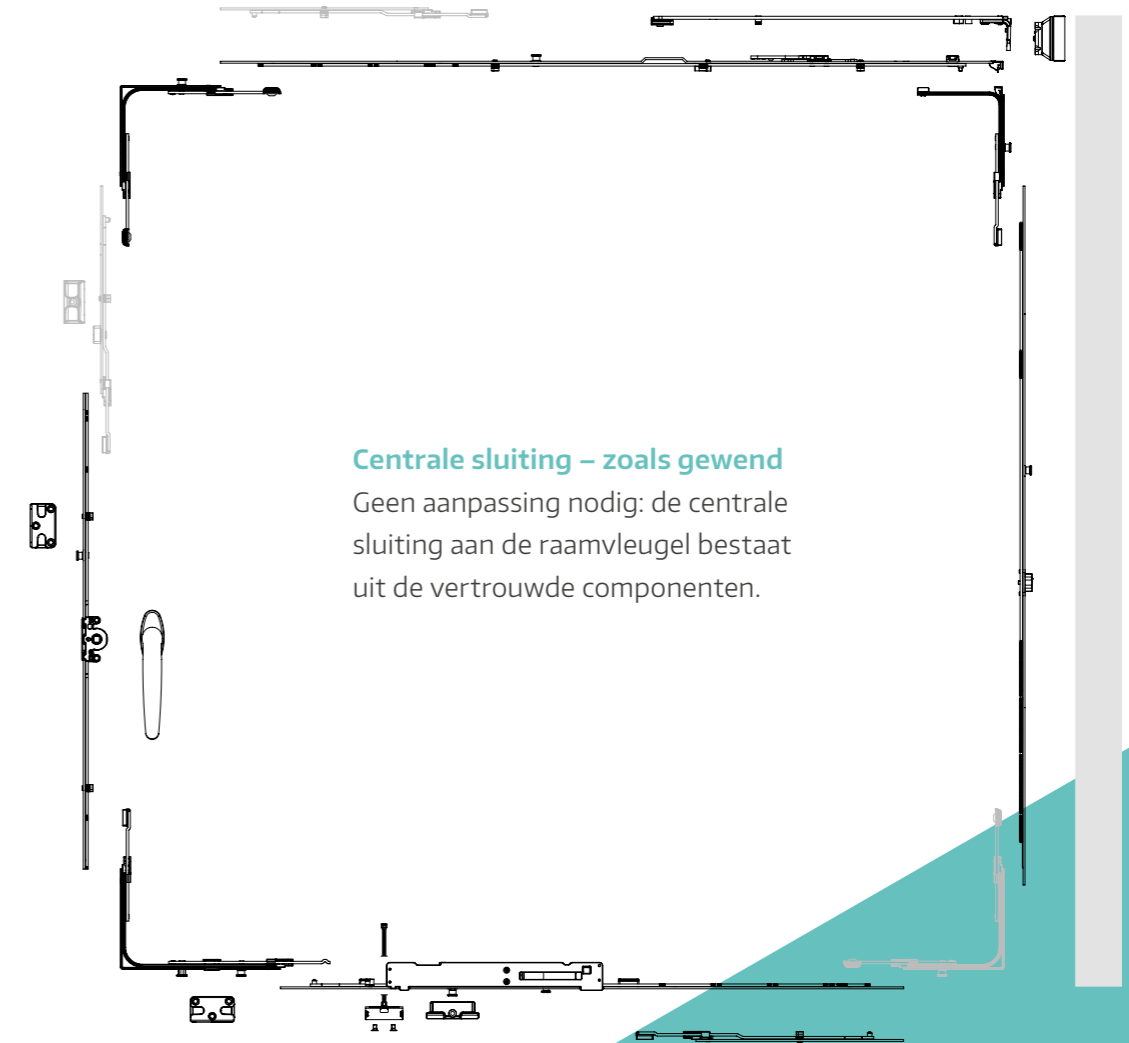 Centrale sluiting – zoals gewend
Geen aanpassing nodig: de centrale
sluiting aan de raamvleugel bestaat
uit de vertrouwde componenten.